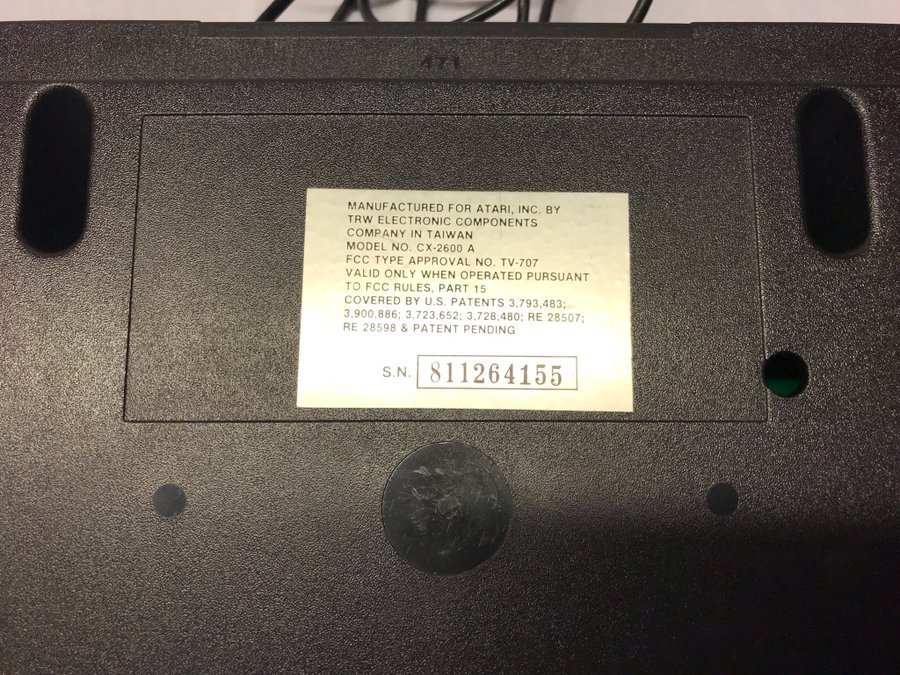 471
MANUFACTURED FOR ATARI, INC. BY
TRW ELECTRONIC COMPONENTS
COMPANY IN TAIWAN
MODEL NO. CX-2600 A
FCC TYPE APPROVAL NO. TV-707
VALID ONLY WHEN OPERATED PURSUANT
TO FCC RULES, PART 15
COVERED BY U.S. PATENTS 3,793,483;
3,900,886; 3,723,652; 3,728,480; RE 28507;
RE 28598 & PATENT PENDING
S.N. 811264155